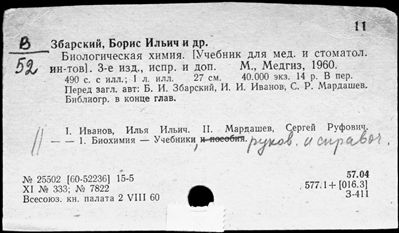 11
В
52
Збарский, Борис Ильич и др.
Биологическая химия. [Учебник для мед. и стоматол.
ин-тов]. 3-е изд., испр. и доп. М., Медгиз, 1960.
490 с. с илл.; 1 л. илл. 27 см. 40.000 экз. 14 р. В пер.
Перед загл. авт: Б. И. Збарский, И. И. Иванов, С. Р. Мардашев.
Библиогр. в конце глав.
I. Иванов, Илья Ильич. II. Мардашев, Сергей Руфович.
— — 1. Биохимия — Учебники и пособия. руков. и справоч.
№ 25502 [60-52236] 15-5
57.04
XI № 333; № 7822
577.1+[016.3]
Всесоюз. кн. палата 2 VIII 60
З-411